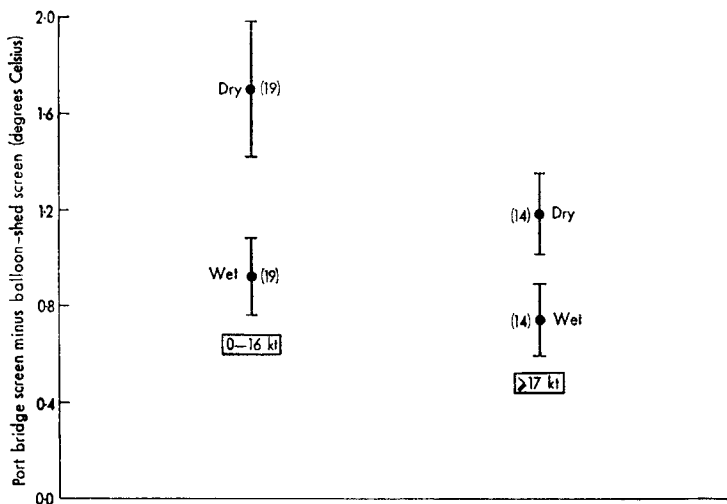 Port bridge screen minus balloon-shed screen (degrees Celsius)
2·0
1·6
1·2
0·8
0·4
0·0
Dry (19)
Wet (19)
0—16 kt
(14) Dry
(14) Wet
⩾17 kt